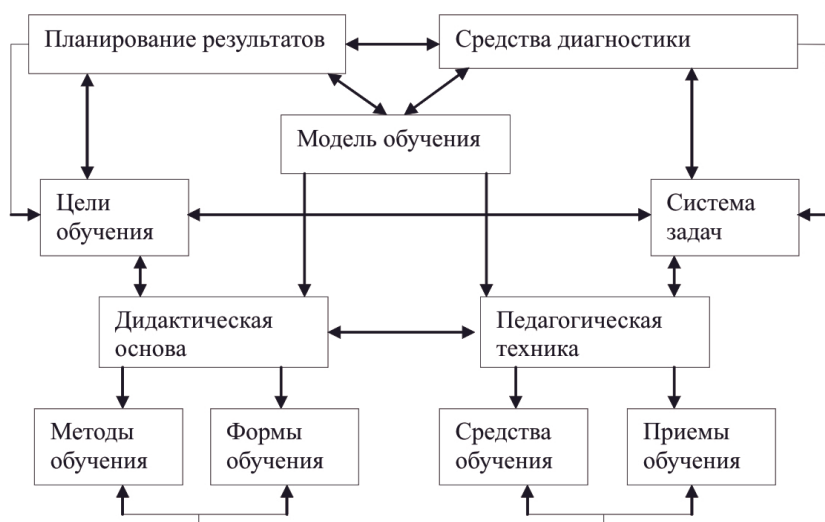 Планирование результатов
Средства диагностики
Модель обучения
Цели
обучения
Система
задач
Дидактическая
основа
Педагогическая
техника
Методы
обучения
Формы
обучения
Средства
обучения
Приемы
обучения